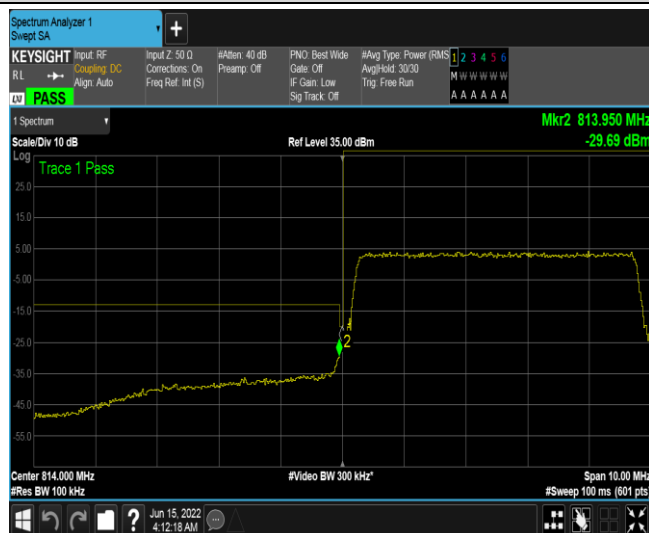 Spectrum Analyzer 1
Swept SA
+
KEYSIGHT
RL
LXI PASS
Input: RF
Coupling: DC
Align: Auto
Input Z: 50 Ω
Corrections: On
Freq Ref: Int (S)
#Atten: 40 dB
Preamp: Off
PNO: Best Wide
Gate: Off
IF Gain: Low
Sig Track: Off
#Avg Type: Power (RMS
Avg|Hold: 30/30
Trig: Free Run
1 2 3 4 5 6
M W W W W W
A A A A A A
1 Spectrum
Mkr2 813.950 MHz
Scale/Div 10 dB
Ref Level 35.00 dBm
-29.69 dBm
Log
Trace 1 Pass
25.0
15.0
5.00
-5.00
-15.0
-25.0
-35.0
-45.0
-55.0
2
Center 814.000 MHz
#Video BW 300 kHz*
Span 10.00 MHz
#Res BW 100 kHz
#Sweep 100 ms (601 pts)
?
Jun 15, 2022
4:12:18 AM